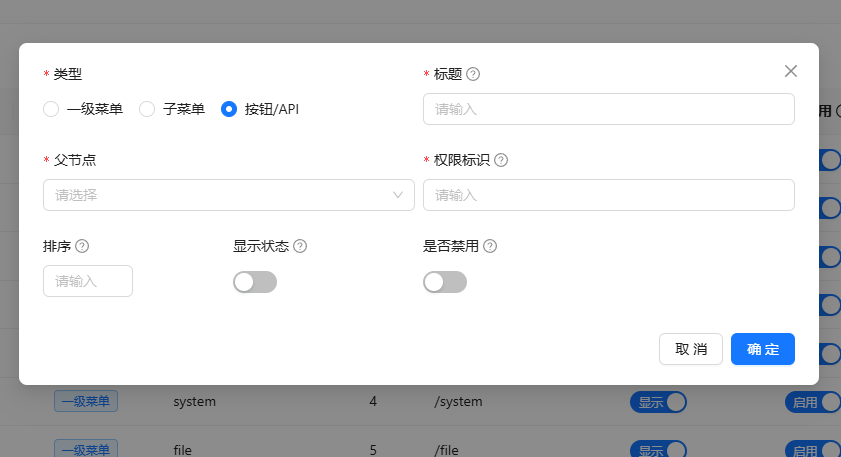 * 类型
* 标题
一级菜单 子菜单 按钮/API
请输入
用
* 父节点
* 权限标识
请选择
请输入
排序 显示状态 是否禁用
请输入
取 消 确 定
一级菜单 system 4 /system 显示 启用
一级菜单 file 5 /file 显示 启用